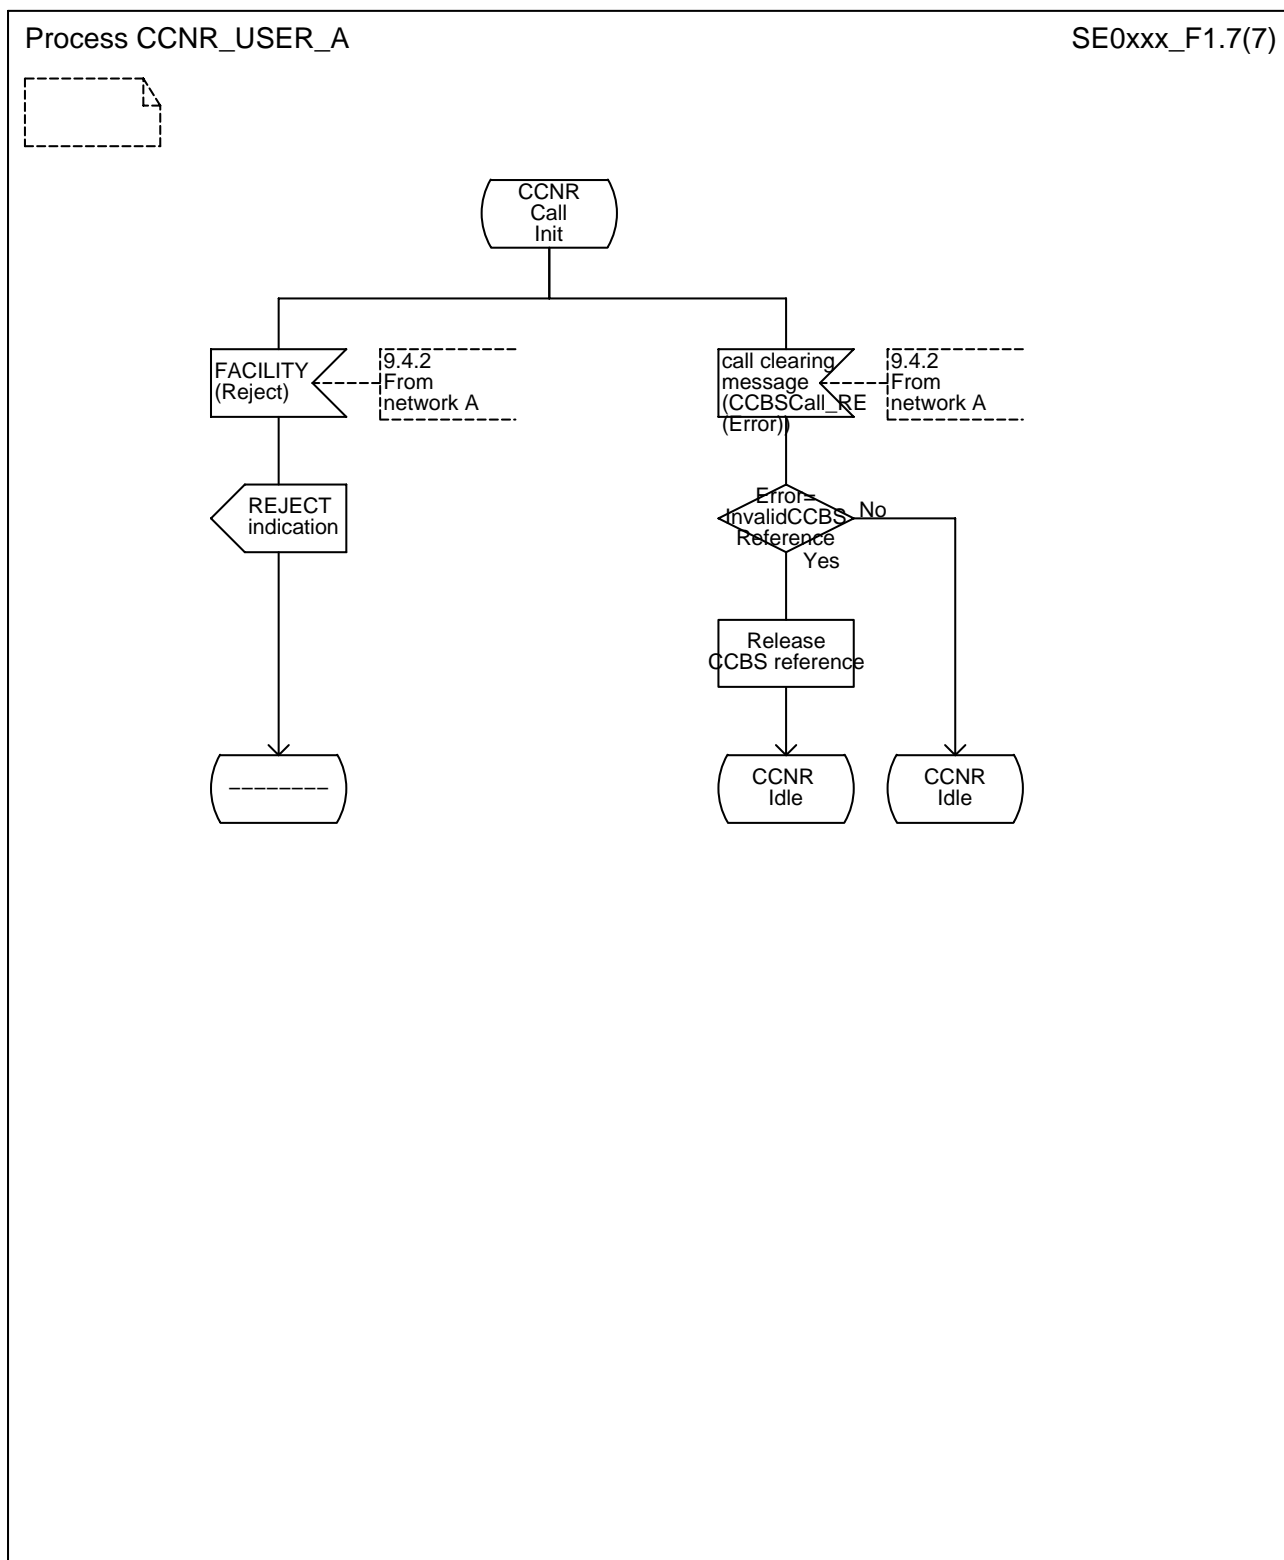 Process CCNR_USER_A
SE0xxx_F1.7(7)
CCNR
Call
Init
FACILITY
(Reject)
9.4.2
From
network A
call clearing
message
(CCBSCall_RE
(Error))
9.4.2
From
network A
REJECT
indication
Error=
InvalidCCBS
Reference
No
Yes
Release
CCBS reference
CCNR
Idle
CCNR
Idle